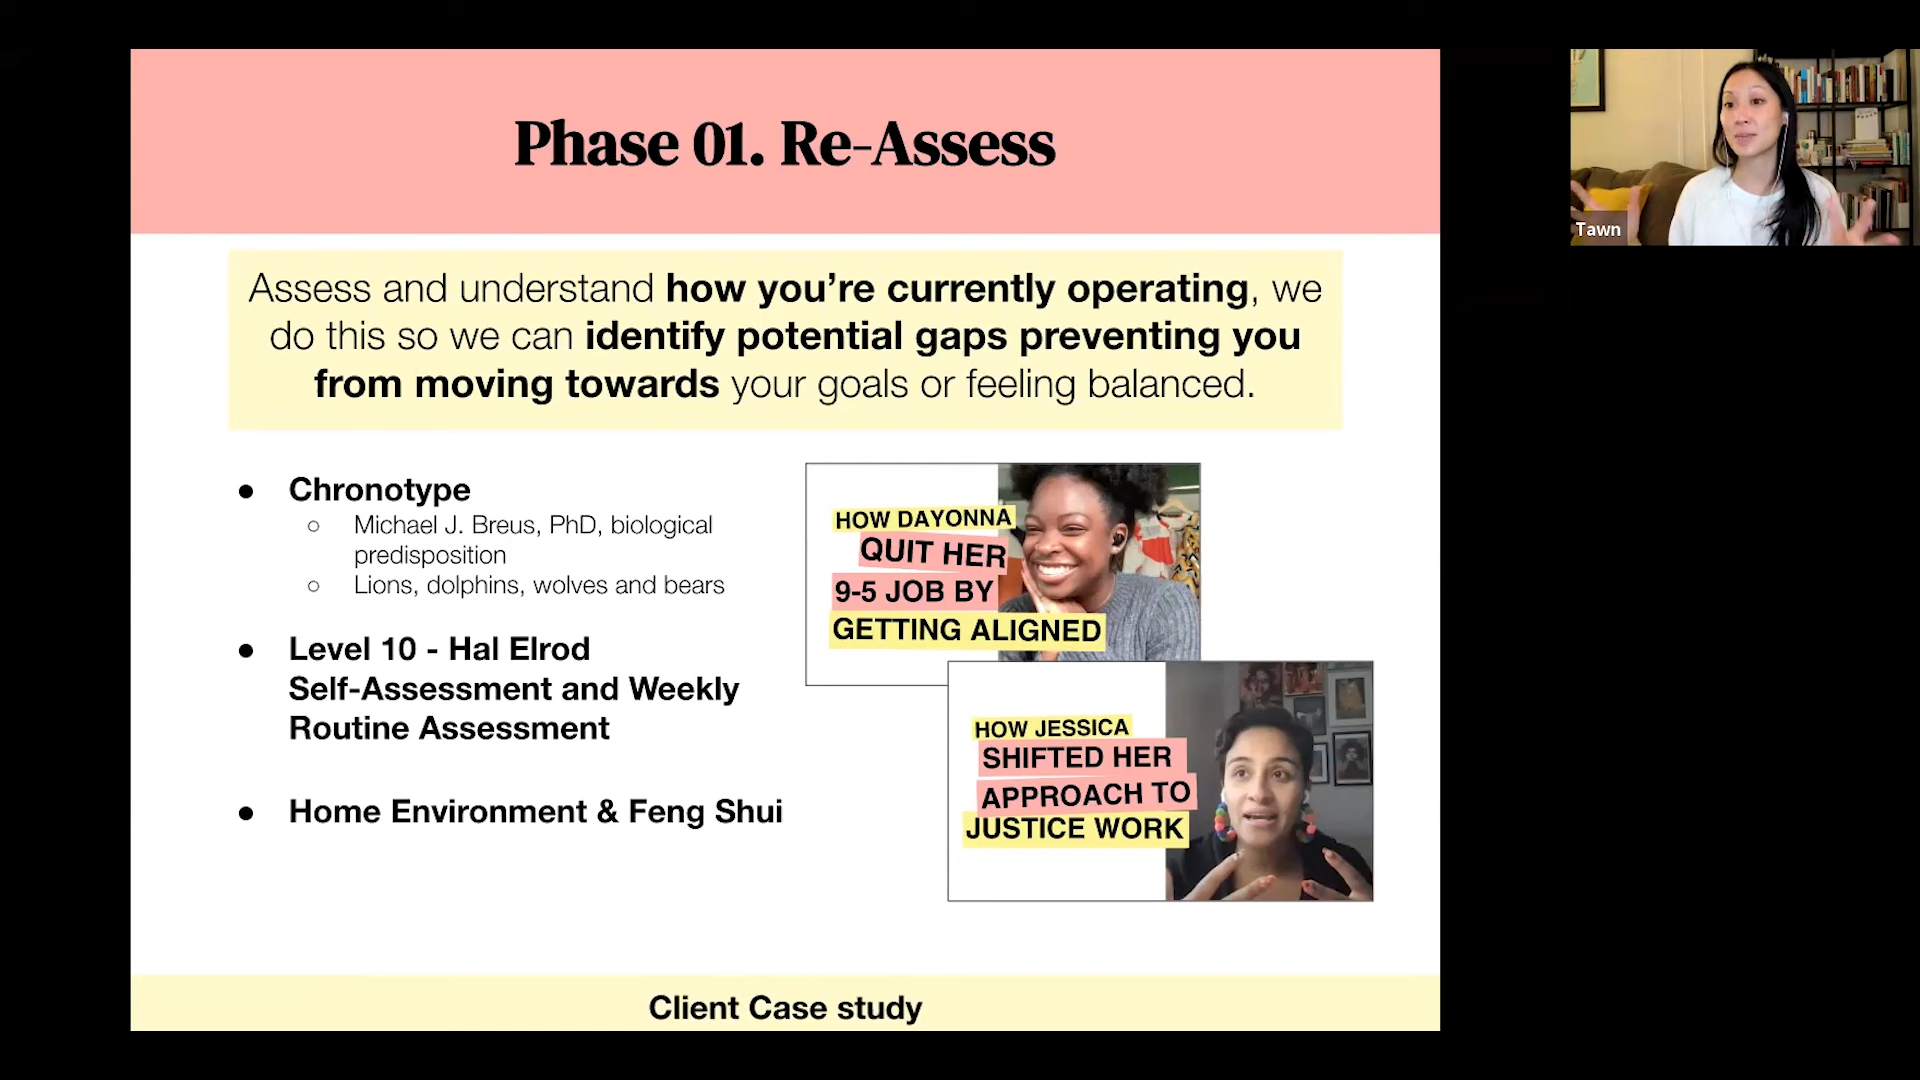 Phase 01. Re-Assess
Assess and understand how you’re currently operating, we
do this so we can identify potential gaps preventing you
from moving towards your goals or feeling balanced.
● Chronotype
○ Michael J. Breus, PhD, biological
predisposition
○ Lions, dolphins, wolves and bears
● Level 10 - Hal Elrod
Self-Assessment and Weekly
Routine Assessment
● Home Environment & Feng Shui
HOW DAYONNA
QUIT HER
9-5 JOB BY
GETTING ALIGNED
HOW JESSICA
SHIFTED HER
APPROACH TO
JUSTICE WORK
Client Case study
Tawn